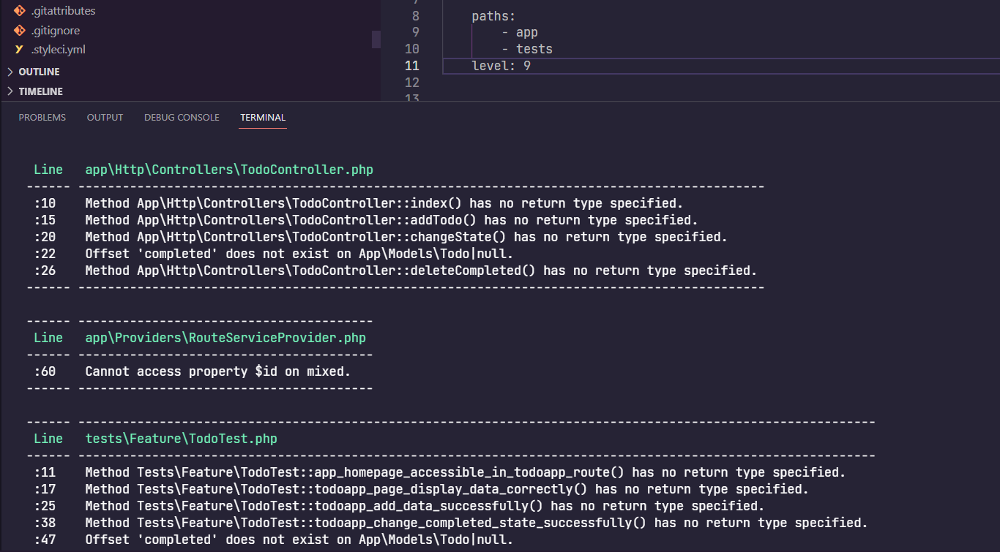 .gitattributes
.gitignore
.styleci.yml
OUTLINE
TIMELINE
8 paths:
9 - app
10 - tests
11 level: 9
12
13
PROBLEMS OUTPUT DEBUG CONSOLE TERMINAL
Line app\Http\Controllers\TodoController.php
------ ---------------------------------------------------------------------------------------------
:10 Method App\Http\Controllers\TodoController::index() has no return type specified.
:15 Method App\Http\Controllers\TodoController::addTodo() has no return type specified.
:20 Method App\Http\Controllers\TodoController::changeState() has no return type specified.
:22 Offset 'completed' does not exist on App\Models\Todo|null.
:26 Method App\Http\Controllers\TodoController::deleteCompleted() has no return type specified.
------ ---------------------------------------------------------------------------------------------
------ ----------------------------------------
Line app\Providers\RouteServiceProvider.php
------ ----------------------------------------
:60 Cannot access property $id on mixed.
------ ----------------------------------------
------ ------------------------------------------------------------------------------------------------------------
Line tests\Feature\TodoTest.php
------ ------------------------------------------------------------------------------------------------------------
:11 Method Tests\Feature\TodoTest::app_homepage_accessible_in_todoapp_route() has no return type specified.
:17 Method Tests\Feature\TodoTest::todoapp_page_display_data_correctly() has no return type specified.
:25 Method Tests\Feature\TodoTest::todoapp_add_data_successfully() has no return type specified.
:38 Method Tests\Feature\TodoTest::todoapp_change_completed_state_successfully() has no return type specified.
:47 Offset 'completed' does not exist on App\Models\Todo|null.